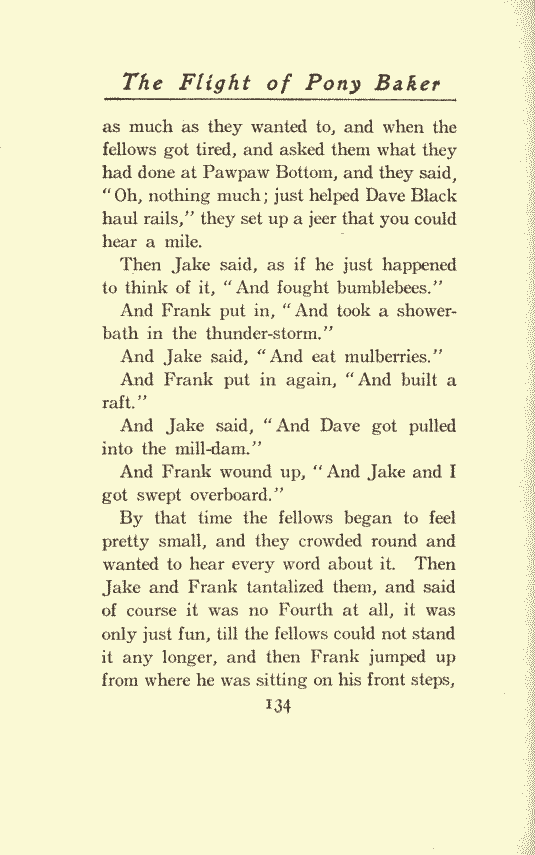 The Flight of Pony Baker
as much as they wanted to, and when the
fellows got tired, and asked them what they
had done at Pawpaw Bottom, and they said,
“Oh, nothing much; just helped Dave Black
haul rails,” they set up a jeer that you could
hear a mile.
Then Jake said, as if he just happened
to think of it, “And fought bumblebees.”
And Frank put in, “And took a shower-
bath in the thunder-storm.”
And Jake said, “And eat mulberries.”
And Frank put in again, “And built a
raft.”
And Jake said, “And Dave got pulled
into the mill-dam.”
And Frank wound up, “And Jake and I
got swept overboard.”
By that time the fellows began to feel
pretty small, and they crowded round and
wanted to hear every word about it. Then
Jake and Frank tantalized them, and said
of course it was no Fourth at all, it was
only just fun, till the fellows could not stand
it any longer, and then Frank jumped up
from where he was sitting on his front steps,
134